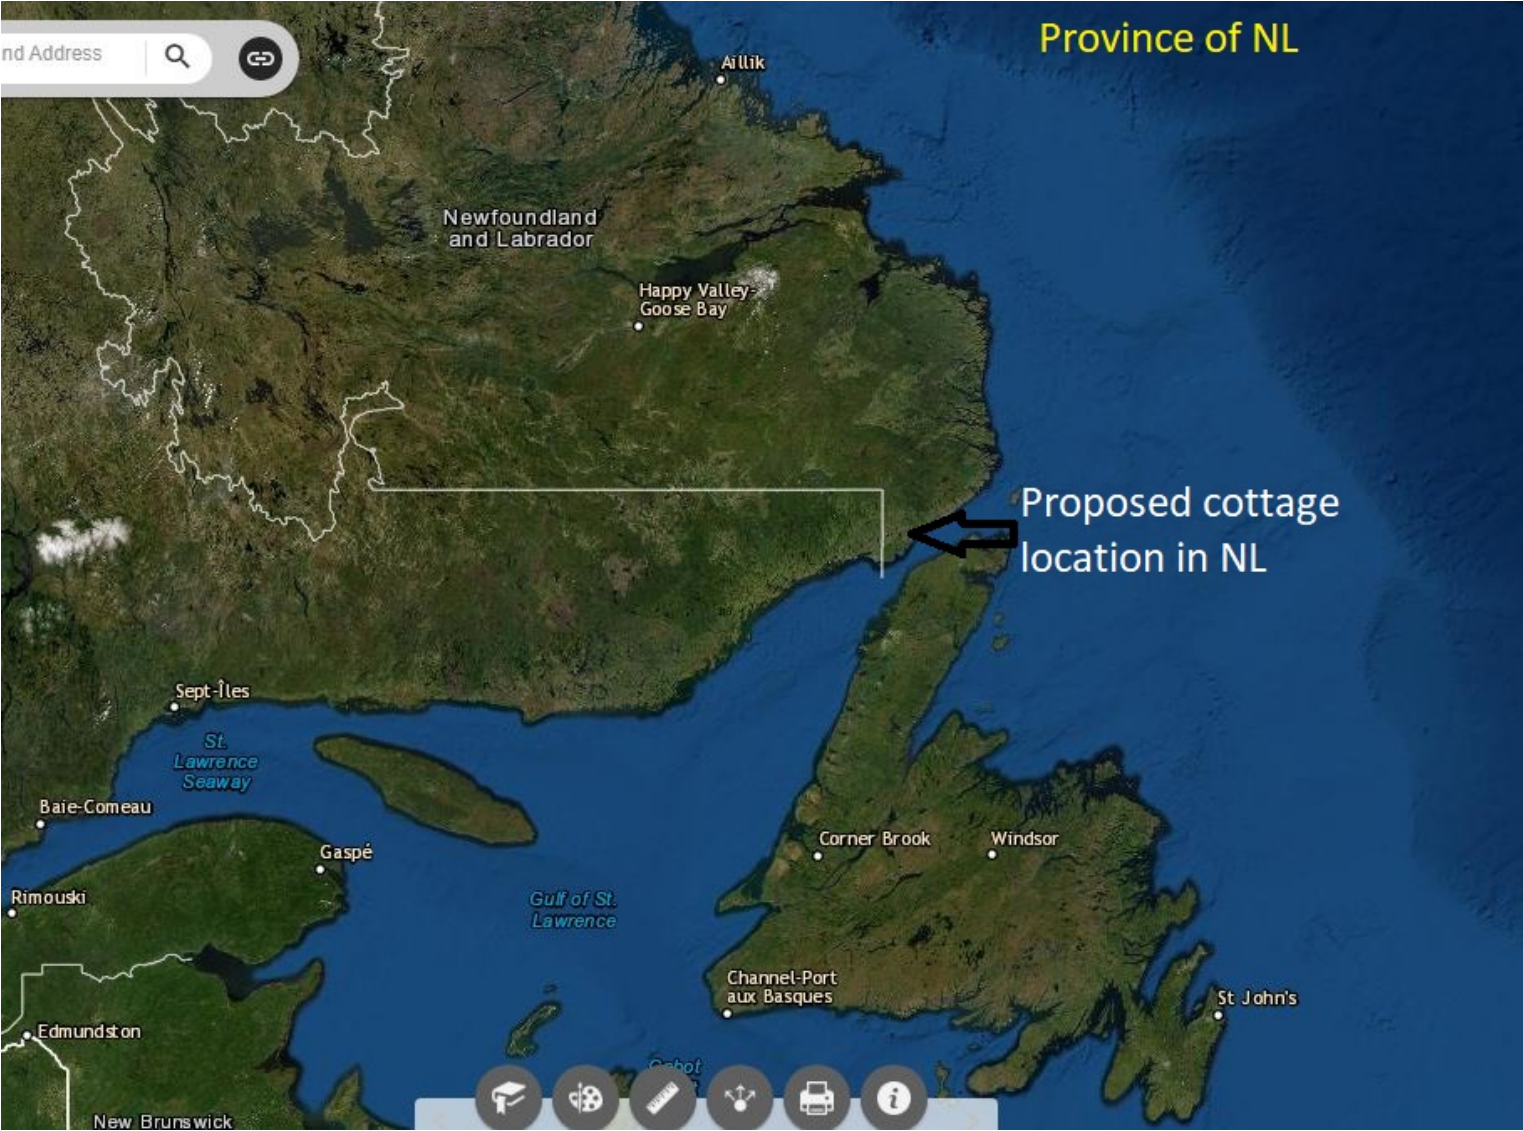 nd Address
Province of NL
Aillik
Newfoundland
and Labrador
Happy Valley-
Goose Bay
Proposed cottage
location in NL
Sept-Îles
St.
Lawrence
Seaway
Baie-Comeau
Corner Brook
Windsor
Gaspé
Rimouski
Gulf of St.
Lawrence
Channel-Port
aux Basques
St John's
Edmundston
New Brunswick